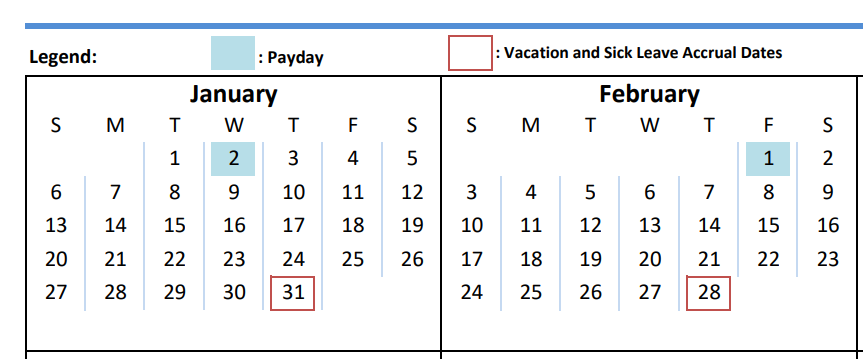 Legend: : Payday : Vacation and Sick Leave Accrual Dates
January
S M T W T F S
1 2 3 4 5
6 7 8 9 10 11 12
13 14 15 16 17 18 19
20 21 22 23 24 25 26
27 28 29 30 31
February
S M T W T F S
1 2
3 4 5 6 7 8 9
10 11 12 13 14 15 16
17 18 19 20 21 22 23
24 25 26 27 28